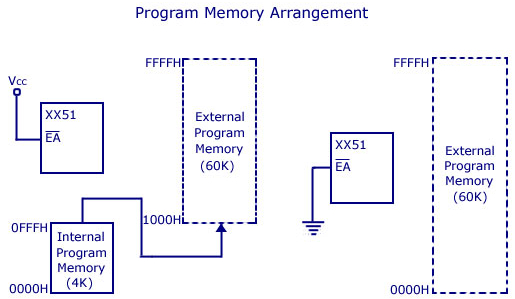 Program Memory Arrangement
FFFFH
Vcc
XX51
EA
External
Program
Memory
(60K)
1000H
0FFFH
Internal
Program
Memory
(4K)
0000H
FFFFH
XX51
EA
External
Program
Memory
(60K)
0000H